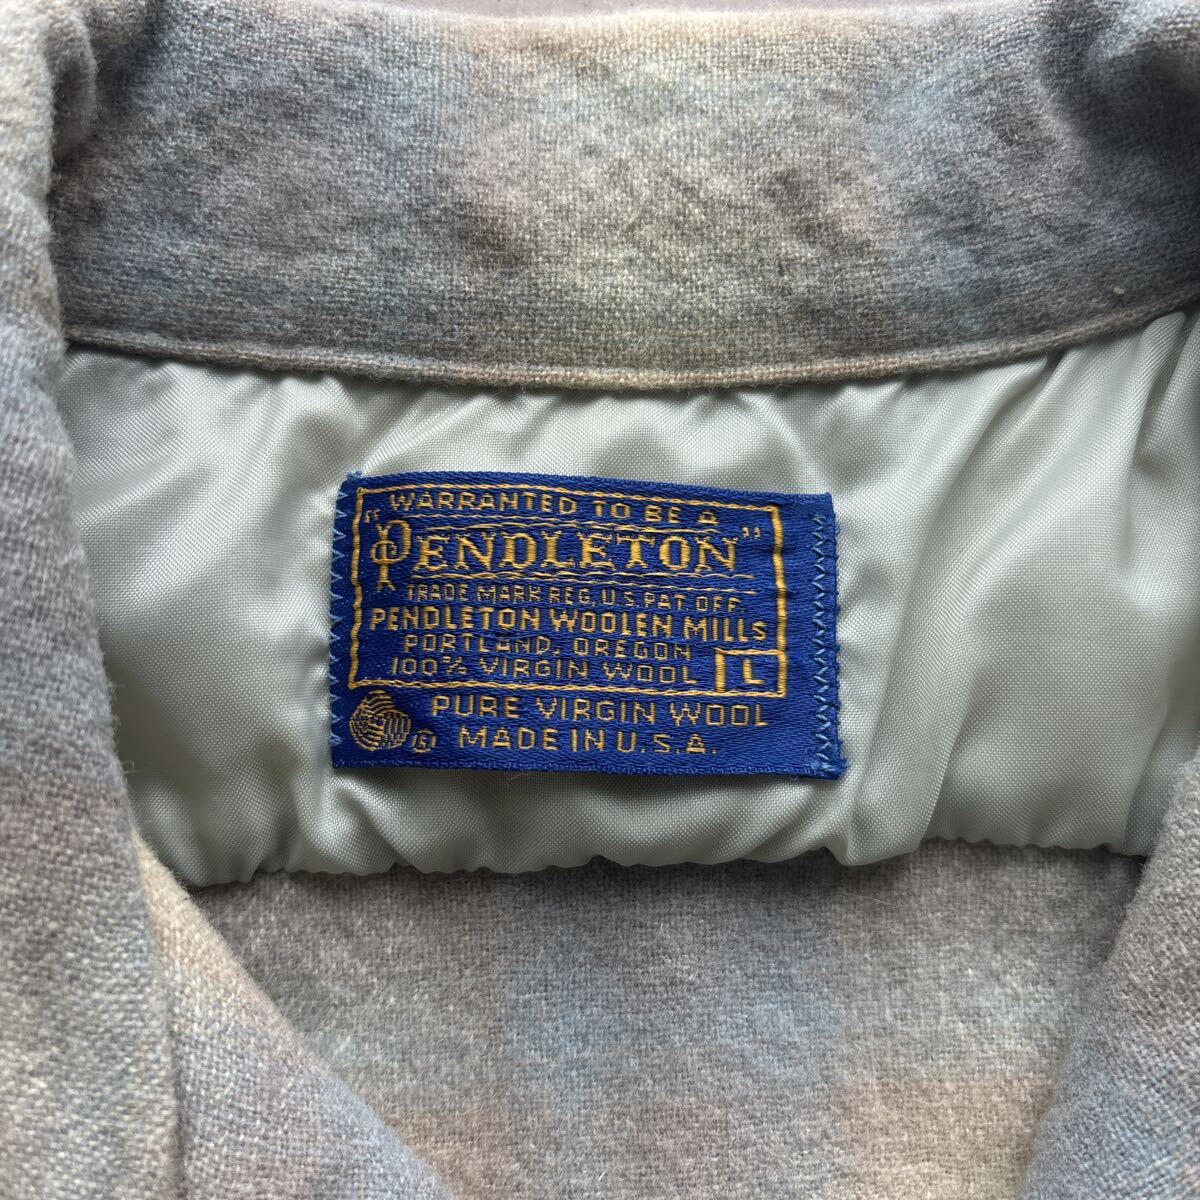 WARRANTED TO BE A
"PENDLETON"
TRADE MARK REG. U.S. PAT. OFF.
PENDLETON WOOLEN MILLS
PORTLAND, OREGON
100% VIRGIN WOOL L
PURE VIRGIN WOOL
® MADE IN U.S.A.